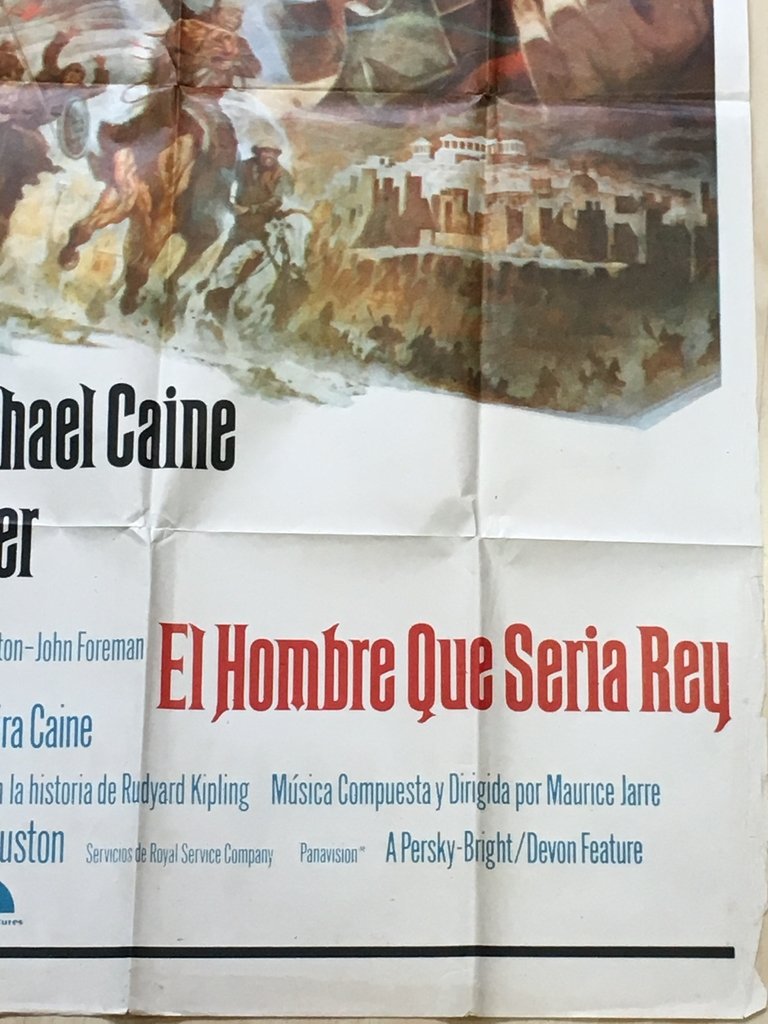 hael Caine
er
ton-John Foreman
El Hombre Que Seria Rey
ra Caine
la historia de Rudyard Kipling Música Compuesta y Dirigida por Maurice Jarre
uston Servicios de Royal Service Company Panavision® A Persky-Bright/Devon Feature
tures